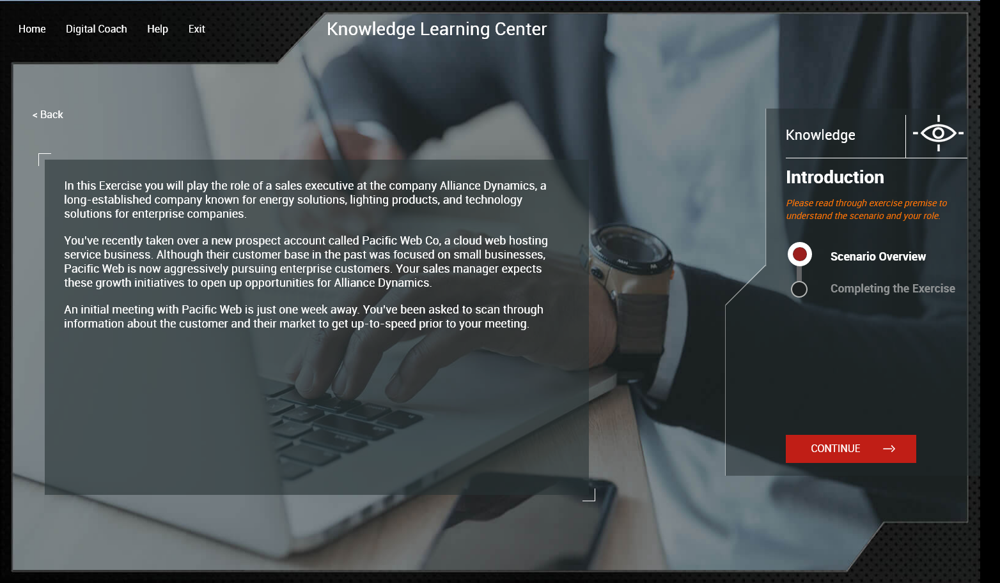 Home Digital Coach Help Exit
Knowledge Learning Center
< Back
In this Exercise you will play the role of a sales executive at the company Alliance Dynamics, a
long-established company known for energy solutions, lighting products, and technology
solutions for enterprise companies.
You've recently taken over a new prospect account called Pacific Web Co, a cloud web hosting
service business. Although their customer base in the past was focused on small businesses,
Pacific Web is now aggressively pursuing enterprise customers. Your sales manager expects
these growth initiatives to open up opportunities for Alliance Dynamics.
An initial meeting with Pacific Web is just one week away. You've been asked to scan through
information about the customer and their market to get up-to-speed prior to your meeting.
Knowledge
Introduction
Please read through exercise premise to
understand the scenario and your role.
Scenario Overview
Completing the Exercise
CONTINUE